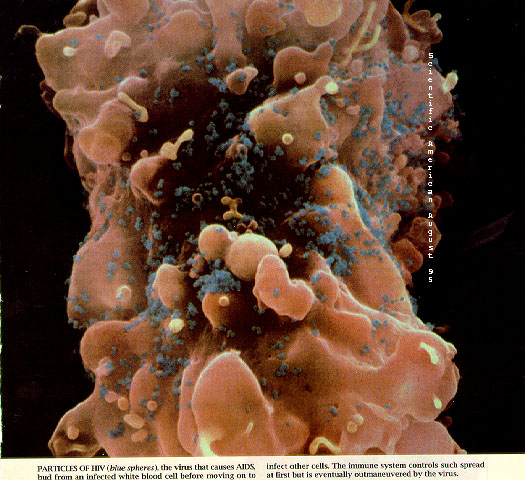 Scientific American August 95
PARTICLES OF HIV (blue spheres), the virus that causes AIDS,
bud from an infected white blood cell before moving on to
infect other cells. The immune system controls such spread
at first but is eventually outmaneuvered by the virus.